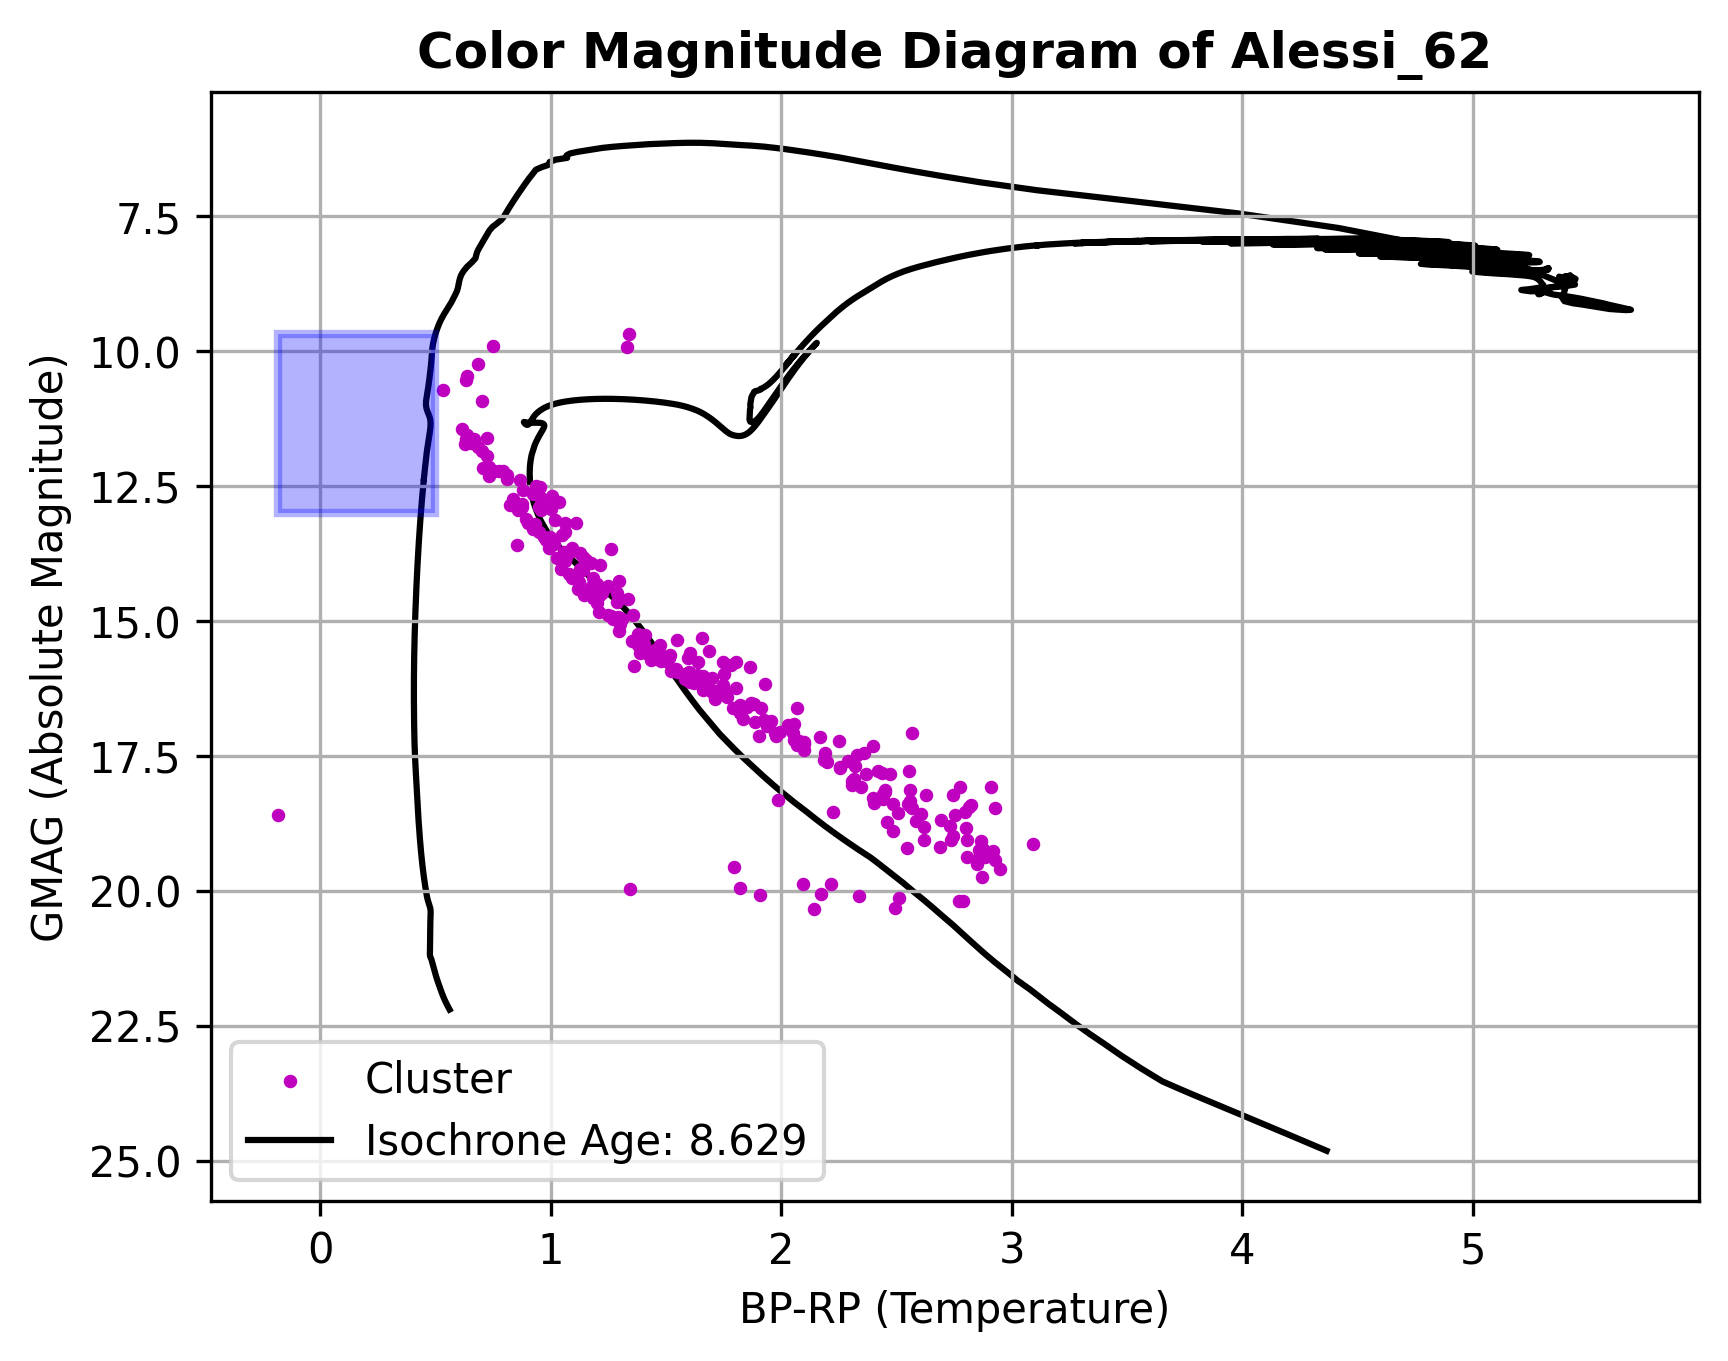 Color Magnitude Diagram of Alessi_62
GMAG (Absolute Magnitude)
7.5
10.0
12.5
15.0
17.5
20.0
22.5
25.0
Cluster
Isochrone Age: 8.629
0 1 2 3 4 5
BP-RP (Temperature)